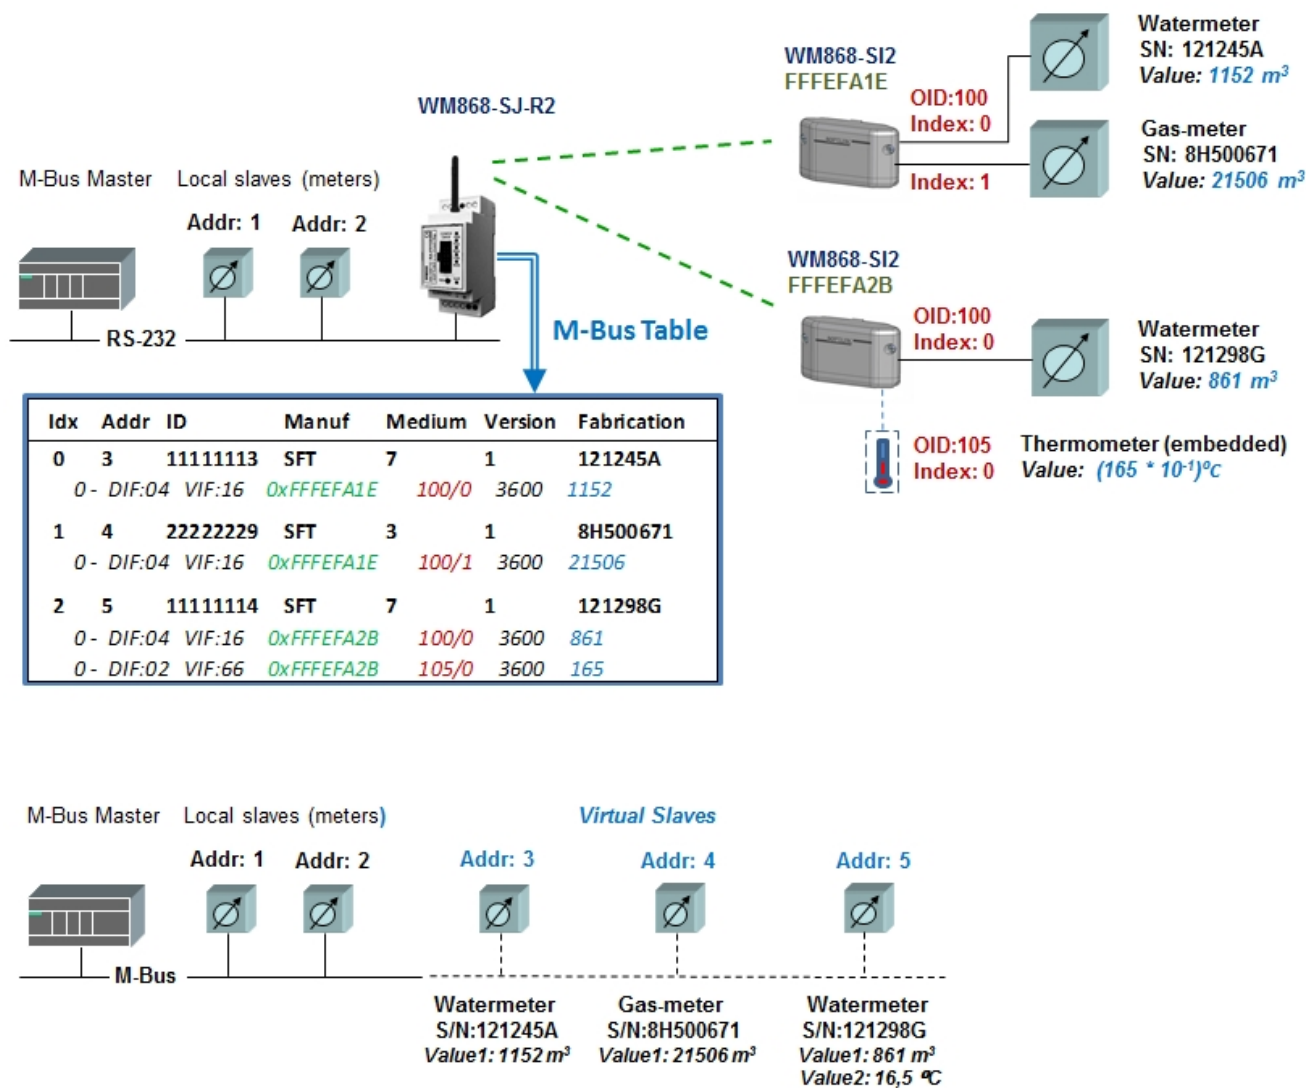 WM868-SJ-R2
WM868-SI2
FFFEFA1E
OID:100
Index: 0
Index: 1
Watermeter
SN: 121245A
Value: 1152 m³
Gas-meter
SN: 8H500671
Value: 21506 m³
M-Bus Master
Local slaves (meters)
Addr: 1
Addr: 2
RS-232
M-Bus Table
WM868-SI2
FFFEFA2B
OID:100
Index: 0
Watermeter
SN: 121298G
Value: 861 m³
OID:105
Index: 0
Thermometer (embedded)
Value: (165 * 10⁻¹)ºC
Idx Addr ID Manuf Medium Version Fabrication
0 3 11111113 SFT 7 1 121245A
0 - DIF:04 VIF:16 0xFFFEFA1E 100/0 3600 1152
1 4 22222229 SFT 3 1 8H500671
0 - DIF:04 VIF:16 0xFFFEFA1E 100/1 3600 21506
2 5 11111114 SFT 7 1 121298G
0 - DIF:04 VIF:16 0xFFFEFA2B 100/0 3600 861
0 - DIF:02 VIF:66 0xFFFEFA2B 105/0 3600 165
M-Bus Master
Local slaves (meters)
Virtual Slaves
Addr: 1
Addr: 2
Addr: 3
Addr: 4
Addr: 5
M-Bus
Watermeter
S/N:121245A
Value1: 1152 m³
Gas-meter
S/N:8H500671
Value1: 21506 m³
Watermeter
S/N:121298G
Value1: 861 m³
Value2: 16,5 ºC